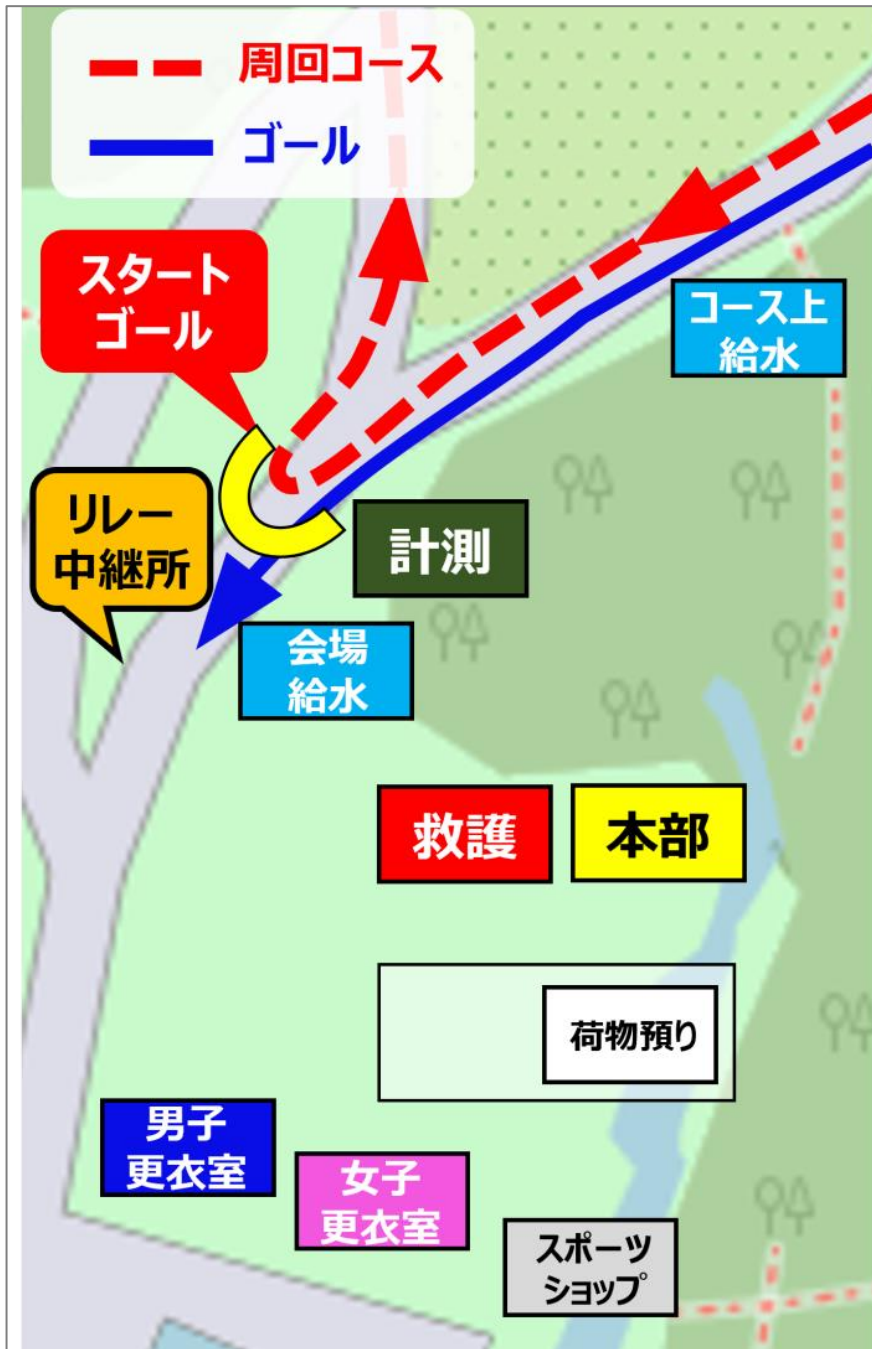 周回コース
ゴール
スタート
ゴール
コース上
給水
リレー
中継所
計測
会場
給水
救護
本部
荷物預り
男子
更衣室
女子
更衣室
スポーツ
ショップ